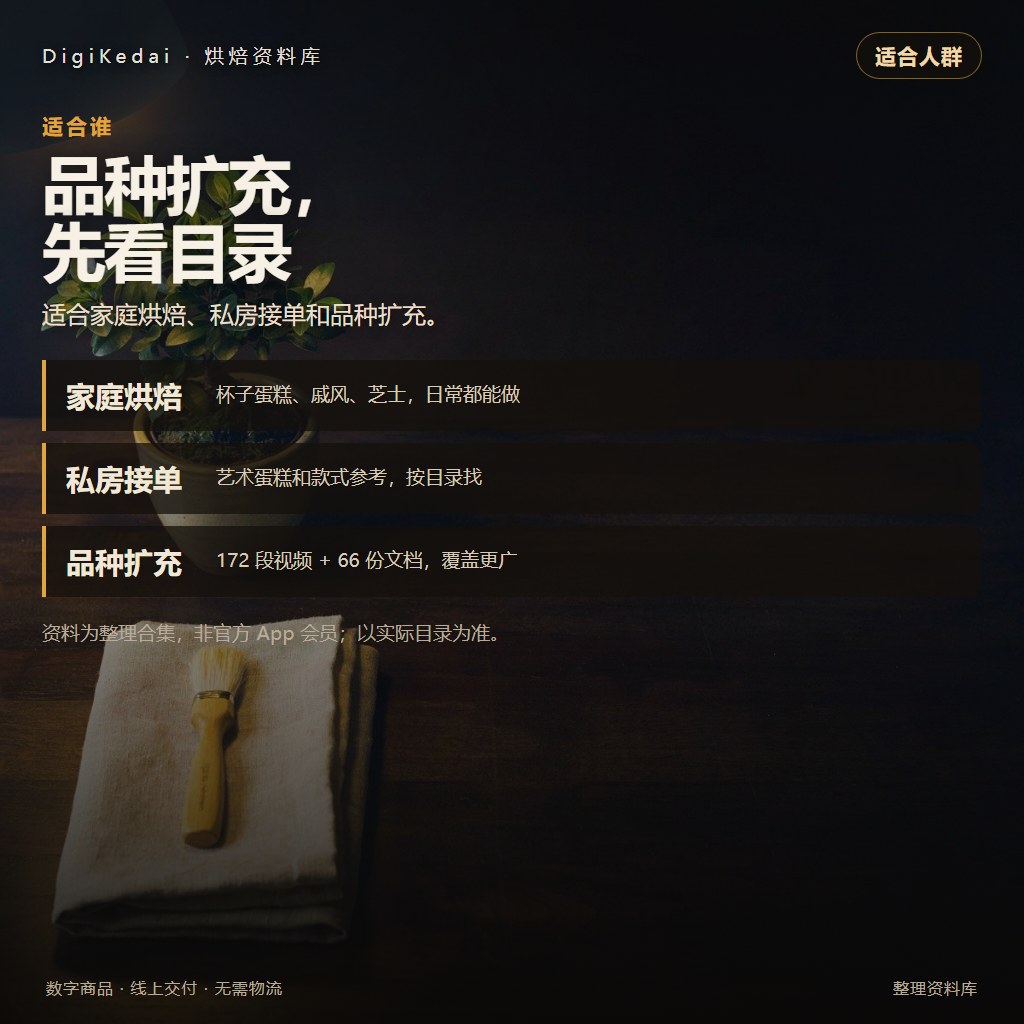 DigiKedai · 烘焙资料库
适合人群
适合谁
品种扩充，
先看目录
适合家庭烘焙、私房接单和品种扩充。
家庭烘焙 杯子蛋糕、戚风、芝士，日常都能做
私房接单 艺术蛋糕和款式参考，按目录找
品种扩充 172 段视频 + 66 份文档，覆盖更广
资料为整理合集，非官方 App 会员；以实际目录为准。
数字商品 · 线上交付 · 无需物流
整理资料库